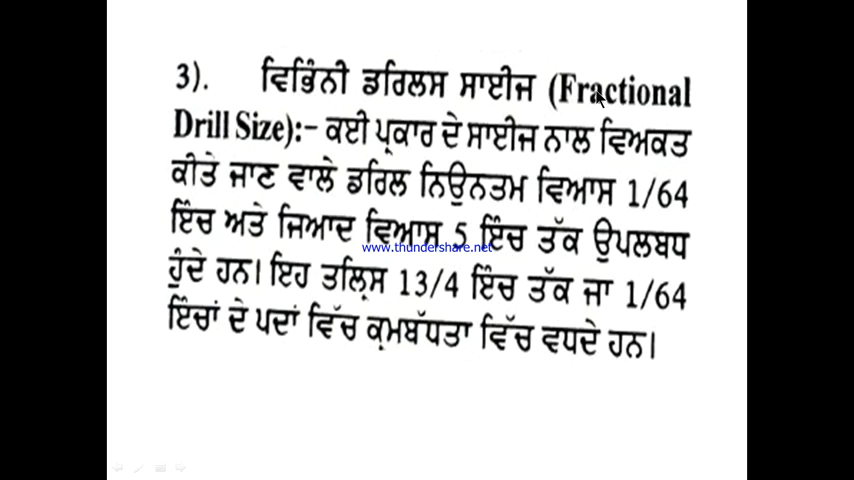 3). ਵਿਭਿੰਨੀ ਡਰਿਲਸ ਸਾਈਜ (Fractional
Drill Size):- ਕਈ ਪ੍ਰਕਾਰ ਦੇ ਸਾਈਜ ਨਾਲ ਵਿਅਕਤ
ਕੀਤੇ ਜਾਣ ਵਾਲੇ ਡਰਿਲ ਨਿਉਨਤਮ ਵਿਆਸ 1/64
ਇੰਚ ਅਤੇ ਜਿਆਦ ਵਿਆਸ 5 ਇੰਚ ਤੱਕ ਉਪਲਬਧ
www.thundershare.net
ਹੁੰਦੇ ਹਨ। ਇਹ ਤਲ੍ਰਿਸ 13/4 ਇੰਚ ਤੱਕ ਜਾ 1/64
ਇੰਚਾਂ ਦੇ ਪਦਾਂ ਵਿੱਚ ਕ੍ਰਮਬੱਧਤਾ ਵਿੱਚ ਵਧਦੇ ਹਨ।